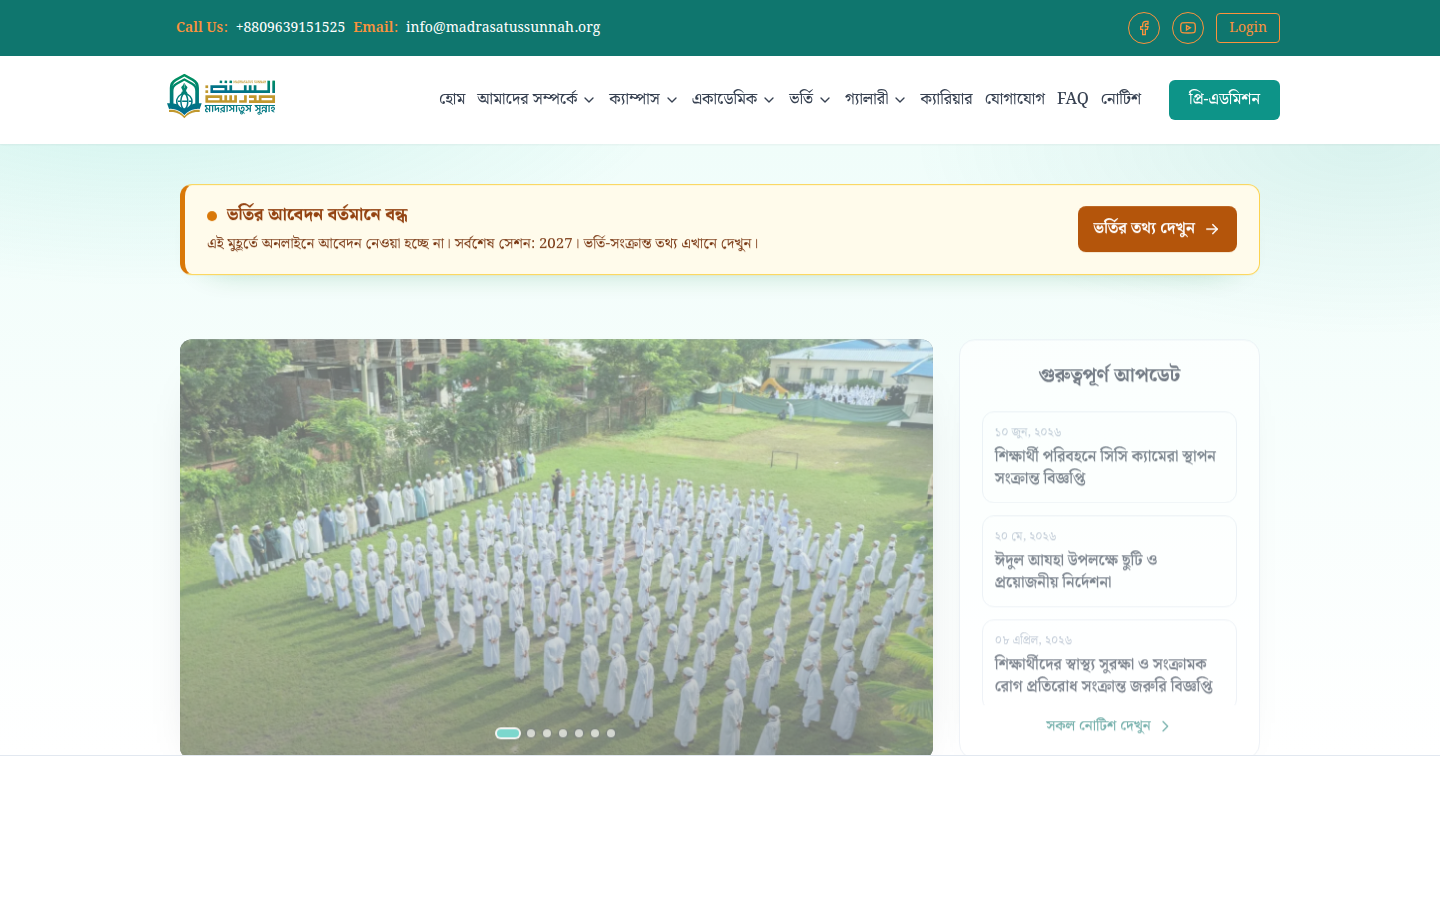 Call Us: +8809639151525 Email: info@madrasatussunnah.org
Login
السنة
مدرسة
মাদরাসাতুস সুন্নাহ
হোম আমাদের সম্পর্কে ক্যাম্পাস একাডেমিক ভর্তি গ্যালারী ক্যারিয়ার যোগাযোগ FAQ নোটিশ প্রি-এডমিশন
ভর্তির আবেদন বর্তমানে বন্ধ
এই মুহূর্তে অনলাইনে আবেদন নেওয়া হচ্ছে না। সর্বশেষ সেশন: 2027। ভর্তি-সংক্রান্ত তথ্য এখানে দেখুন।
ভর্তির তথ্য দেখুন
গুরুত্বপূর্ণ আপডেট
১০ জুন, ২০২৬
শিক্ষার্থী পরিবহনে সিসি ক্যামেরা স্থাপন
সংক্রান্ত বিজ্ঞপ্তি
২০ মে, ২০২৬
ঈদুল আযহা উপলক্ষে ছুটি ও
প্রয়োজনীয় নির্দেশনা
০৮ এপ্রিল, ২০২৬
শিক্ষার্থীদের স্বাস্থ্য সুরক্ষা ও সংক্রামক
রোগ প্রতিরোধ সংক্রান্ত জরুরি বিজ্ঞপ্তি
সকল নোটিশ দেখুন